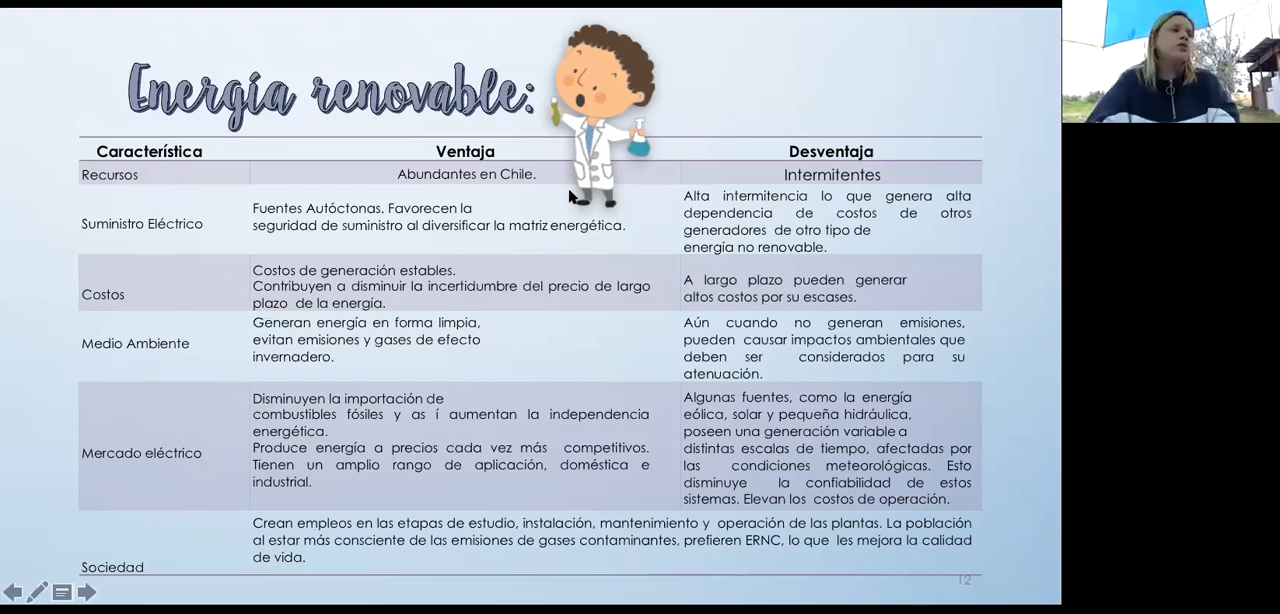 Energía renovable:
Característica Ventaja Desventaja
Recursos Abundantes en Chile. Intermitentes
Suministro Eléctrico
Fuentes Autóctonas. Favorecen la
seguridad de suministro al diversificar la matriz energética.
Alta intermitencia lo que genera alta
dependencia de costos de otros
generadores de otro tipo de
energía no renovable.
Costos
Costos de generación estables.
Contribuyen a disminuir la incertidumbre del precio de largo
plazo de la energía.
A largo plazo pueden generar
altos costos por su escases.
Medio Ambiente
Generan energía en forma limpia,
evitan emisiones y gases de efecto
invernadero.
Aún cuando no generan emisiones,
pueden causar impactos ambientales que
deben ser considerados para su
atenuación.
Mercado eléctrico
Disminuyen la importación de
combustibles fósiles y as í aumentan la independencia
energética.
Produce energía a precios cada vez más competitivos.
Tienen un amplio rango de aplicación, doméstica e
industrial.
Algunas fuentes, como la energía
eólica, solar y pequeña hidráulica,
poseen una generación variable a
distintas escalas de tiempo, afectadas por
las condiciones meteorológicas. Esto
disminuye la confiabilidad de estos
sistemas. Elevan los costos de operación.
Sociedad
Crean empleos en las etapas de estudio, instalación, mantenimiento y operación de las plantas. La población
al estar más consciente de las emisiones de gases contaminantes, prefieren ERNC, lo que les mejora la calidad
de vida.
12